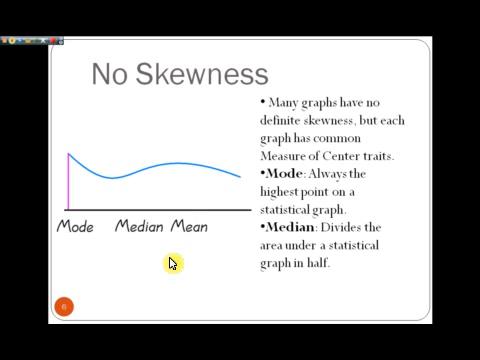 No Skewness
• Many graphs have no
definite skewness, but each
graph has common
Measure of Center traits.
•Mode: Always the
highest point on a
statistical graph.
•Median: Divides the
area under a statistical
graph in half.
Mode Median Mean
6